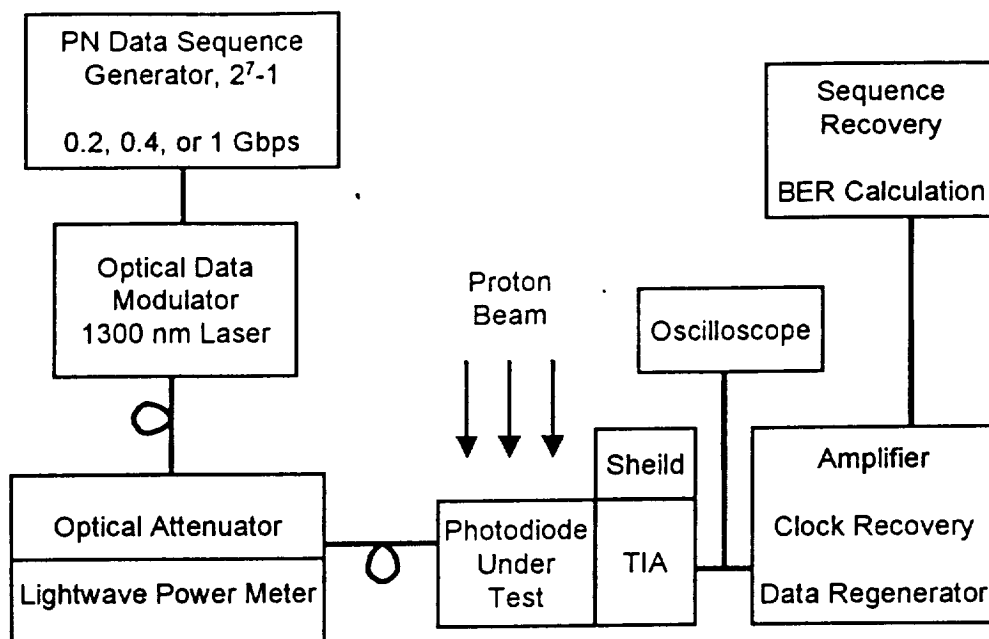 PN Data Sequence
Generator, 2⁷-1
0.2, 0.4, or 1 Gbps
Optical Data
Modulator
1300 nm Laser
Optical Attenuator
Lightwave Power Meter
Proton
Beam
Photodiode
Under
Test
Sheild
TIA
Oscilloscope
Sequence
Recovery
BER Calculation
Amplifier
Clock Recovery
Data Regenerator